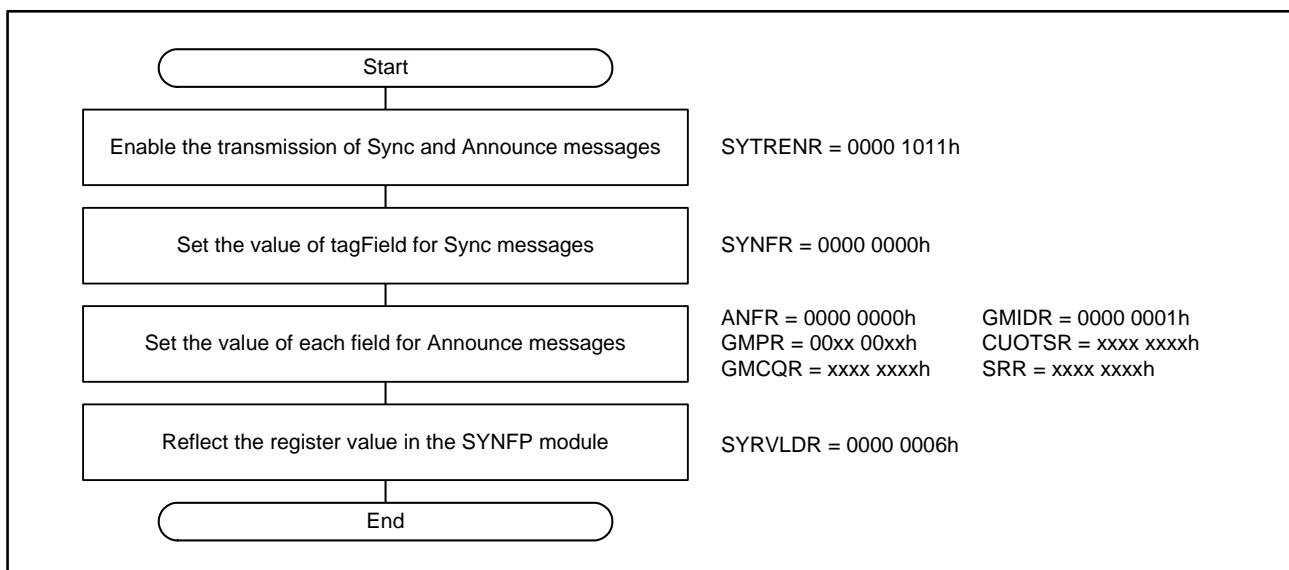 Start
Enable the transmission of Sync and Announce messages
SYTRENR = 0000 1011h
Set the value of tagField for Sync messages
SYNFR = 0000 0000h
Set the value of each field for Announce messages
ANFR = 0000 0000h GMIDR = 0000 0001h
GMPR = 00xx 00xxh CUOTSR = xxxx xxxxh
GMCQR = xxxx xxxxh SRR = xxxx xxxxh
Reflect the register value in the SYNFP module
SYRVLDR = 0000 0006h
End